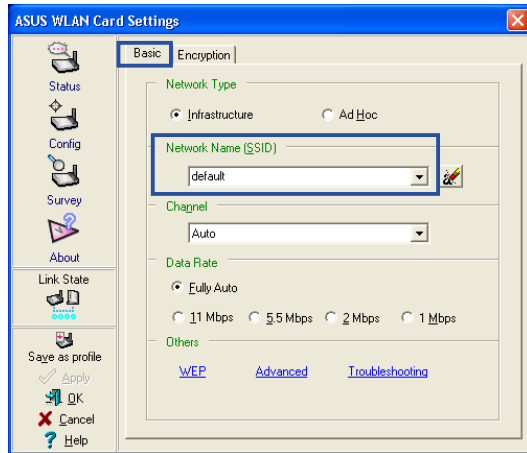 ASUS WLAN Card Settings
Status
Config
Survey
About
Link State
Save as profile
Apply
OK
Cancel
Help
Basic
Encryption
Network Type
Infrastructure
Ad Hoc
Network Name (SSID)
default
Channel
Auto
Data Rate
Fully Auto
11 Mbps 5.5 Mbps 2 Mbps 1 Mbps
Others
WEP Advanced Troubleshooting